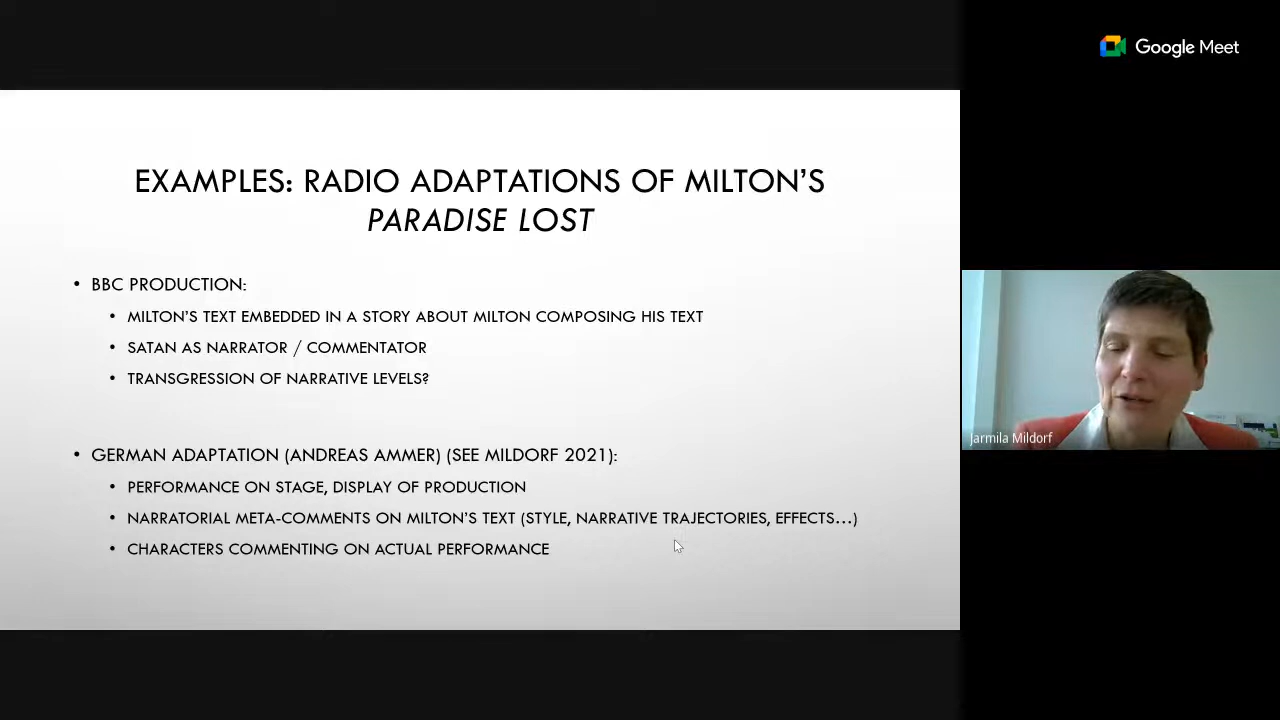 Google Meet
EXAMPLES: RADIO ADAPTATIONS OF MILTON'S
PARADISE LOST
• BBC PRODUCTION:
• MILTON'S TEXT EMBEDDED IN A STORY ABOUT MILTON COMPOSING HIS TEXT
• SATAN AS NARRATOR / COMMENTATOR
• TRANSGRESSION OF NARRATIVE LEVELS?
• GERMAN ADAPTATION (ANDREAS AMMER) (SEE MILDORF 2021):
• PERFORMANCE ON STAGE, DISPLAY OF PRODUCTION
• NARRATORIAL META-COMMENTS ON MILTON'S TEXT (STYLE, NARRATIVE TRAJECTORIES, EFFECTS…)
• CHARACTERS COMMENTING ON ACTUAL PERFORMANCE
Jarmila Mildorf